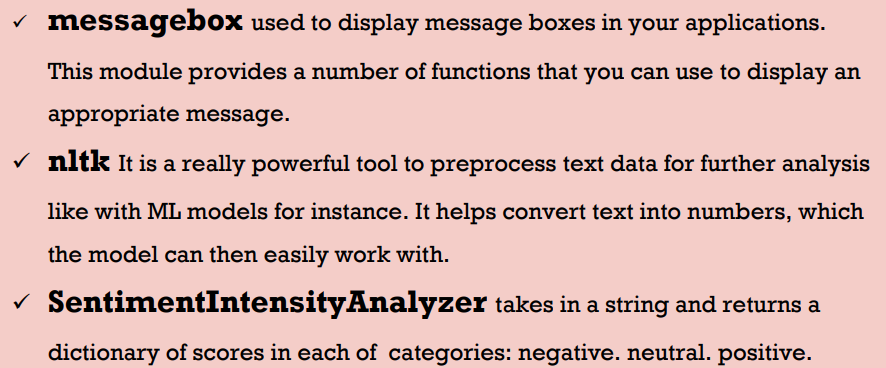 ✓ messagebox used to display message boxes in your applications.
This module provides a number of functions that you can use to display an
appropriate message.
✓ nltk It is a really powerful tool to preprocess text data for further analysis
like with ML models for instance. It helps convert text into numbers, which
the model can then easily work with.
✓ SentimentIntensityAnalyzer takes in a string and returns a
dictionary of scores in each of categories: negative. neutral. positive.